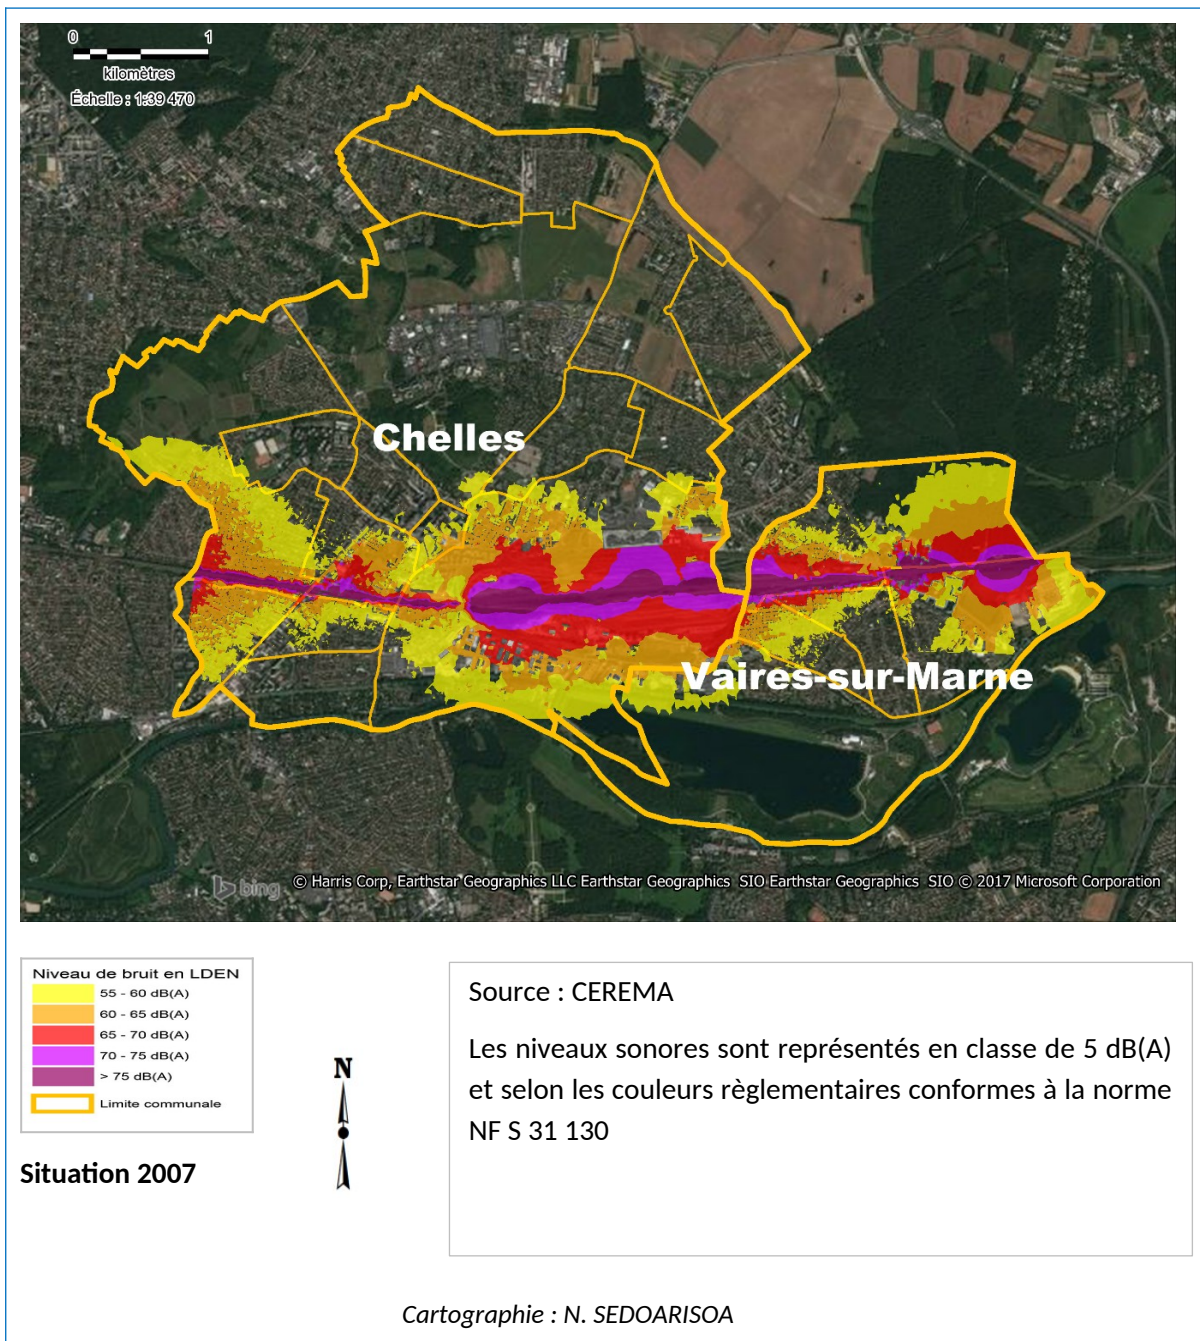 0 1
kilomètres
Échelle : 1:39 470
Chelles
Vaires-sur-Marne
bing
© Harris Corp, Earthstar Geographics LLC Earthstar Geographics SIO Earthstar Geographics SIO © 2017 Microsoft Corporation
Niveau de bruit en LDEN
55 - 60 dB(A)
60 - 65 dB(A)
65 - 70 dB(A)
70 - 75 dB(A)
> 75 dB(A)
Limite communale
Situation 2007
N
Source : CEREMA
Les niveaux sonores sont représentés en classe de 5 dB(A)
et selon les couleurs règlementaires conformes à la norme
NF S 31 130
Cartographie : N. SEDOARISOA